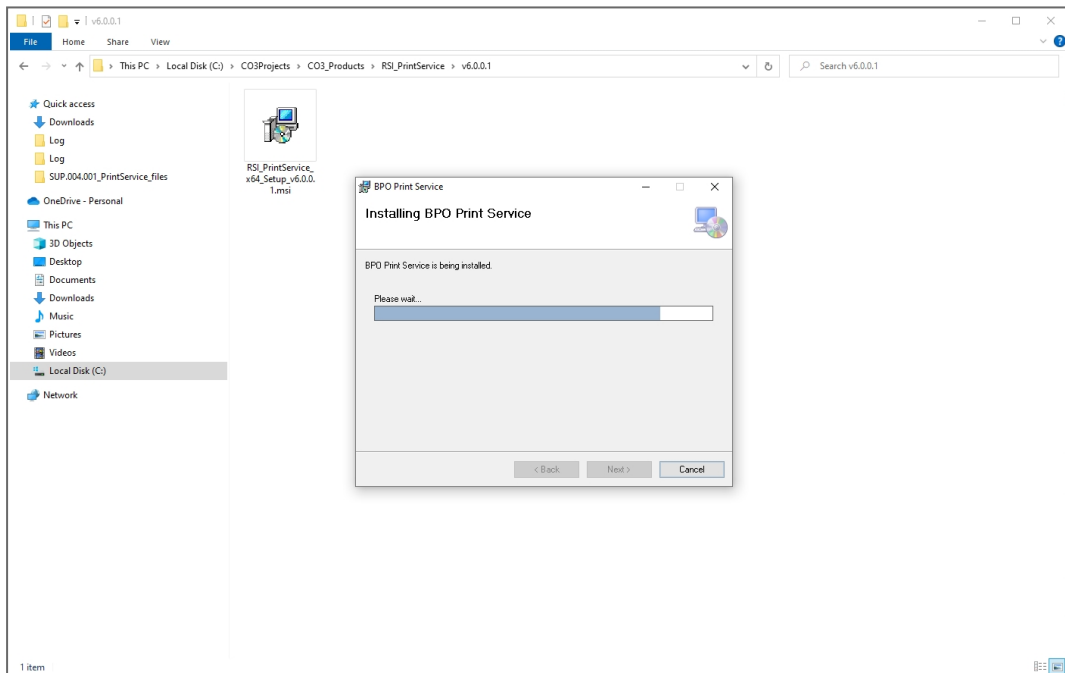 v6.0.0.1
File Home Share View
This PC > Local Disk (C:) > CO3Projects > CO3_Products > RSI_PrintService > v6.0.0.1
Search v6.0.0.1
Quick access
Downloads
Log
Log
SUP.004.001_PrintService_files
OneDrive - Personal
This PC
3D Objects
Desktop
Documents
Downloads
Music
Pictures
Videos
Local Disk (C:)
Network
RSI_PrintService_
x64_Setup_v6.0.0.
1.msi
BPO Print Service
Installing BPO Print Service
BPO Print Service is being installed.
Please wait...
< Back Next > Cancel
1 item